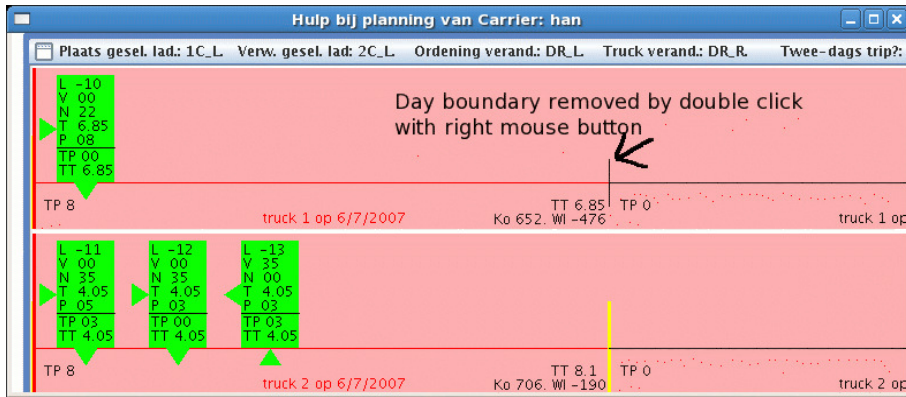 Hulp bij planning van Carrier: han
Plaats gesel. lad.: 1C_L. Verw. gesel. lad: 2C_L. Ordening verand.: DR_L. Truck verand.: DR_R. Twee-dags trip?:
L -10
V 00
N 22
T 6.85
P 08
TP 00
TT 6.85
Day boundary removed by double click
with right mouse button
TP 8
TT 6.85
TP 0
truck 1 op 6/7/2007
Ko 652. WI -476
truck 1 op
L -11
V 00
N 35
T 4.05
P 05
TP 03
TT 4.05
L -12
V 00
N 35
T 4.05
P 03
TP 00
TT 4.05
L -13
V 35
N 00
T 4.05
P 03
TP 03
TT 4.05
TP 8
TT 8.1
TP 0
truck 2 op 6/7/2007
Ko 706. WI -190
truck 2 op